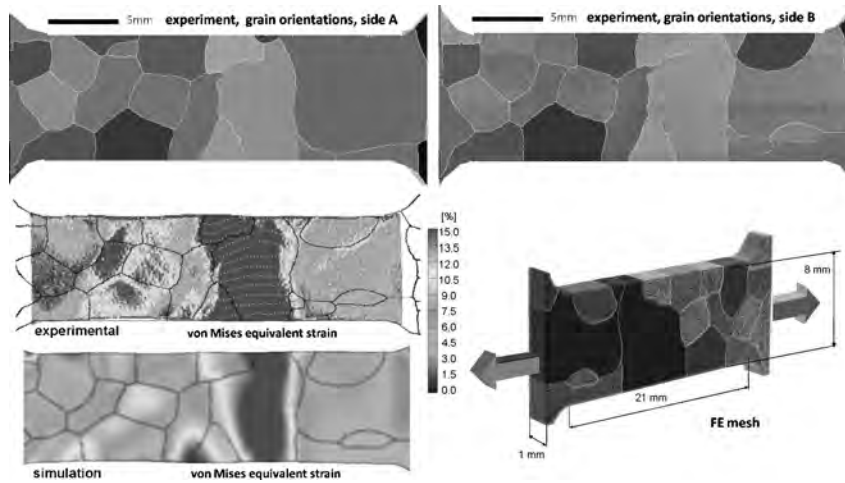 5mm experiment, grain orientations, side A
5mm experiment, grain orientations, side B
[%]
15.0
13.5
12.0
10.5
9.0
7.5
6.0
4.5
3.0
1.5
0.0
experimental von Mises equivalent strain
simulation von Mises equivalent strain
8 mm
21 mm
1 mm
FE mesh